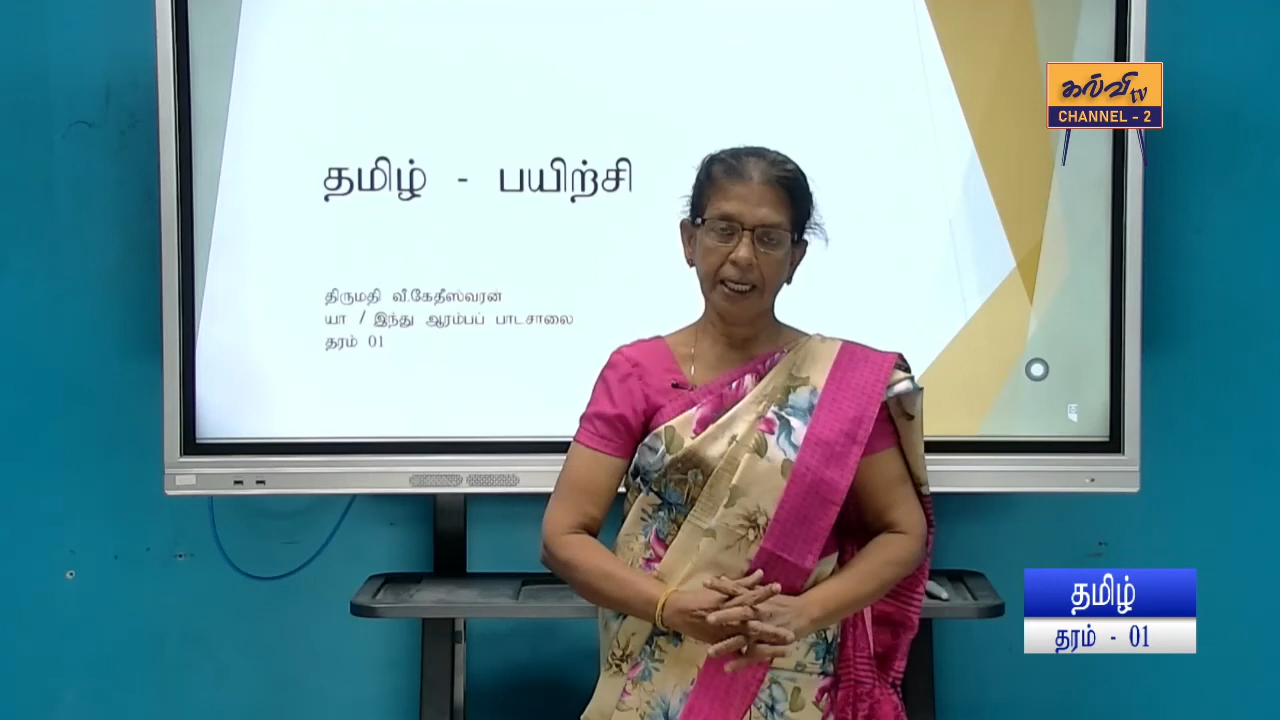 கல்வி tv
CHANNEL - 2
தமிழ் - பயிற்சி
திருமதி வீ.கேதீஸ்வரன்
யா / இந்து ஆரம்பப் பாடசாலை
தரம் 01
தமிழ்
தரம் - 01